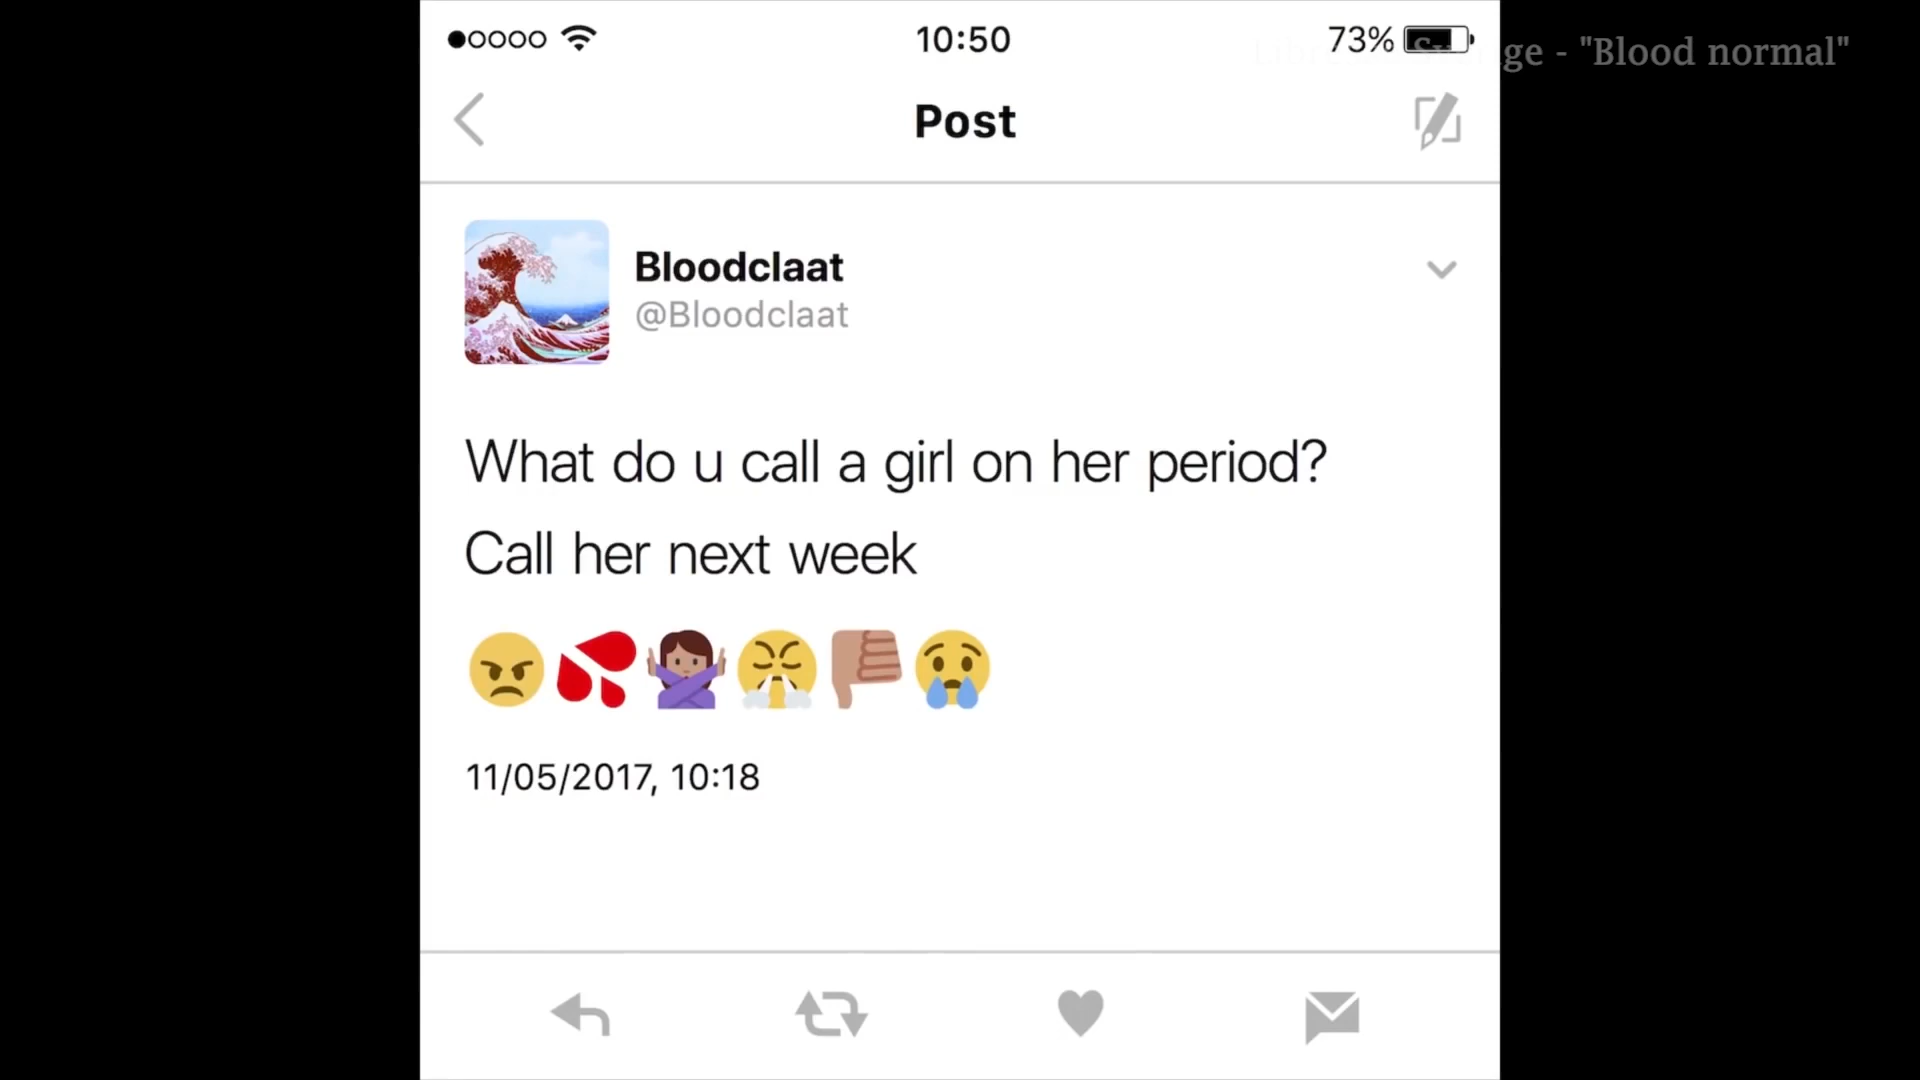 10:50
73%
ge - "Blood normal"
Post
Bloodclaat
@Bloodclaat
What do u call a girl on her period?
Call her next week
11/05/2017, 10:18